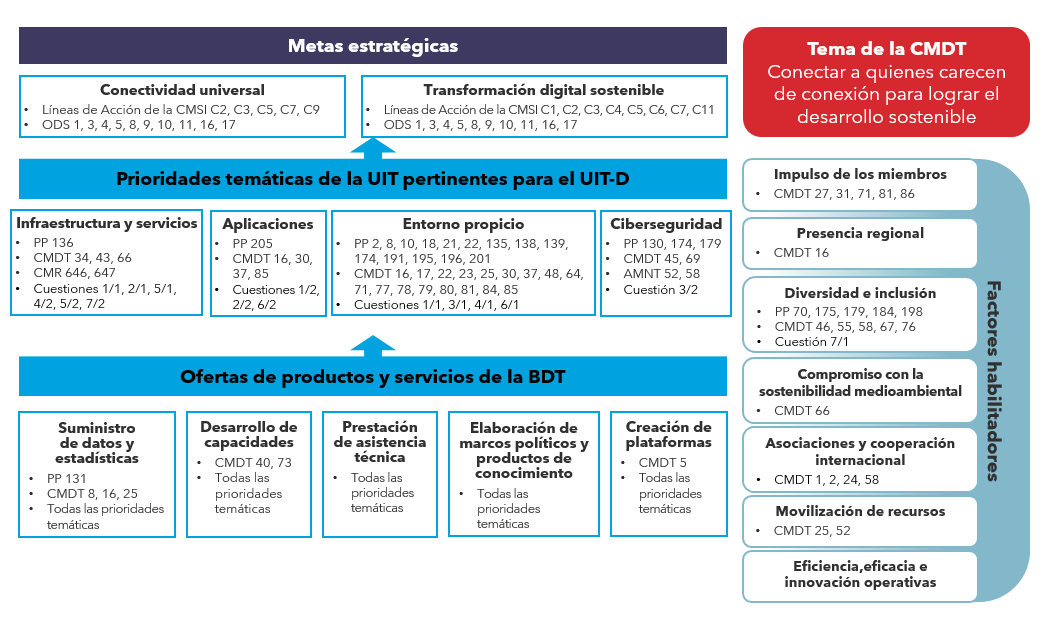 Metas estratégicas
Conectividad universal
• Líneas de Acción de la CMSI C2, C3, C5, C7, C9
• ODS 1, 3, 4, 5, 8, 9, 10, 11, 16, 17
Transformación digital sostenible
• Líneas de Acción de la CMSI C1, C2, C3, C4, C5, C6, C7, C11
• ODS 1, 3, 4, 5, 8, 9, 10, 11, 16, 17
Prioridades temáticas de la UIT pertinentes para el UIT-D
Infraestructura y servicios
• PP 136
• CMDT 34, 43, 66
• CMR 646, 647
• Cuestiones 1/1, 2/1, 5/1,
4/2, 5/2, 7/2
Aplicaciones
• PP 205
• CMDT 16, 30,
37, 85
• Cuestiones 1/2,
2/2, 6/2
Entorno propicio
• PP 2, 8, 10, 18, 21, 22, 135, 138, 139,
174, 191, 195, 196, 201
• CMDT 16, 17, 22, 23, 25, 30, 37, 48, 64,
71, 77, 78, 79, 80, 81, 84, 85
• Cuestiones 1/1, 3/1, 4/1, 6/1
Ciberseguridad
• PP 130, 174, 179
• CMDT 45, 69
• AMNT 52, 58
• Cuestión 3/2
Ofertas de productos y servicios de la BDT
Suministro
de datos y
estadísticas
• PP 131
• CMDT 8, 16, 25
• Todas las prioridades
temáticas
Desarrollo de
capacidades
• CMDT 40, 73
• Todas las
prioridades
temáticas
Prestación
de asistencia
técnica
• Todas las
prioridades
temáticas
Elaboración de
marcos políticos y
productos de
conocimiento
• Todas las
prioridades
temáticas
Creación de
plataformas
• CMDT 5
• Todas las
prioridades
temáticas
Tema de la CMDT
Conectar a quienes carecen
de conexión para lograr el
desarrollo sostenible
Impulso de los miembros
• CMDT 27, 31, 71, 81, 86
Presencia regional
• CMDT 16
Diversidad e inclusión
• PP 70, 175, 179, 184, 198
• CMDT 46, 55, 58, 67, 76
• Cuestión 7/1
Compromiso con la
sostenibilidad medioambiental
• CMDT 66
Asociaciones y cooperación
internacional
• CMDT 1, 2, 24, 58
Movilización de recursos
• CMDT 25, 52
Eficiencia,eficacia e
innovación operativas
Factores habilitadores